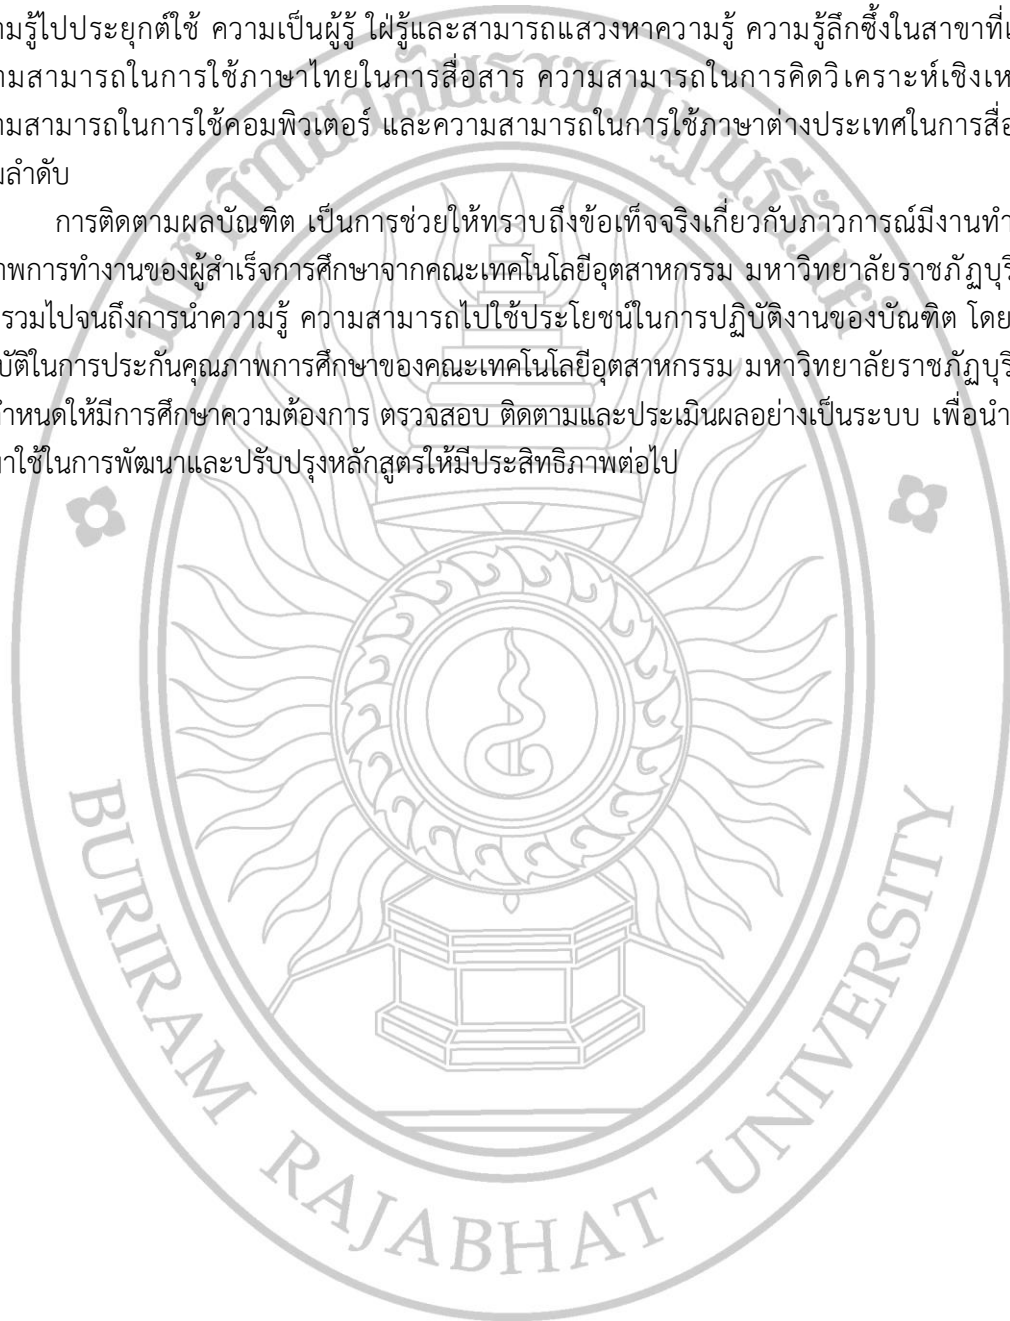 ามรู้ไปประยุกต์ใช้ ความเป็นผู้รู้ ใฝ่รู้และสามารถแสวงหาความรู้ ความรู้ลึกซึ้งในสาขาที่เ
ามสามารถในการใช้ภาษาไทยในการสื่อสาร ความสามารถในการคิดวิเคราะห์เชิงเห
ามสามารถในการใช้คอมพิวเตอร์ และความสามารถในการใช้ภาษาต่างประเทศในการสื่อ
มลำดับ
การติดตามผลบัณฑิต เป็นการช่วยให้ทราบถึงข้อเท็จจริงเกี่ยวกับภาวการณ์มีงานทำ
าพการทำงานของผู้สำเร็จการศึกษาจากคณะเทคโนโลยีอุตสาหกรรม มหาวิทยาลัยราชภัฏบุรี
รวมไปจนถึงการนำความรู้ ความสามารถไปใช้ประโยชน์ในการปฏิบัติงานของบัณฑิต โดย
บัติในการประกันคุณภาพการศึกษาของคณะเทคโนโลยีอุตสาหกรรม มหาวิทยาลัยราชภัฏบุรี
กำหนดให้มีการศึกษาความต้องการ ตรวจสอบ ติดตามและประเมินผลอย่างเป็นระบบ เพื่อนำ
มาใช้ในการพัฒนาและปรับปรุงหลักสูตรให้มีประสิทธิภาพต่อไป
มหาวิทยาลัยราชภัฏบุรีรัมย์
BURIRAM RAJABHAT UNIVERSITY